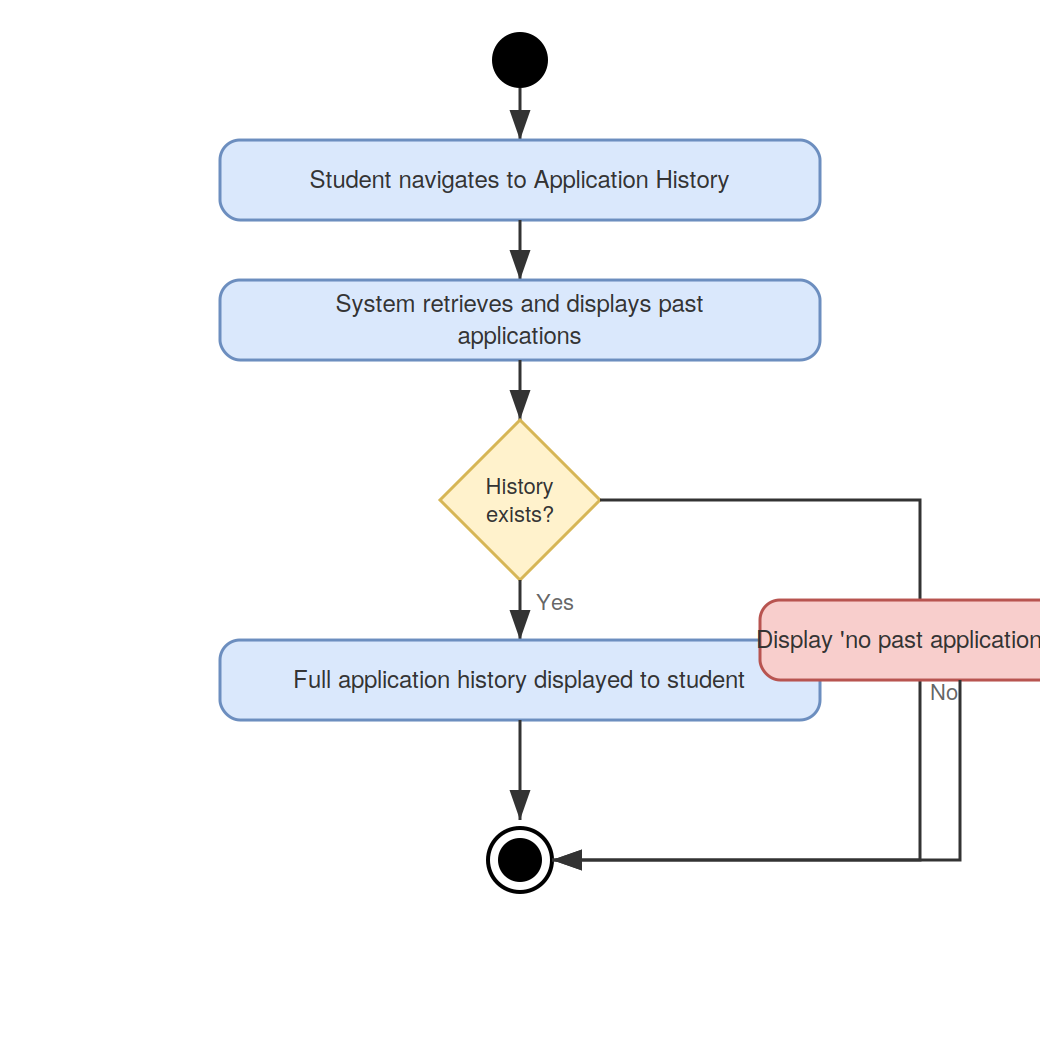 Student navigates to Application History
System retrieves and displays past
applications
History
exists?
Yes
Display 'no past application
Full application history displayed to student
No